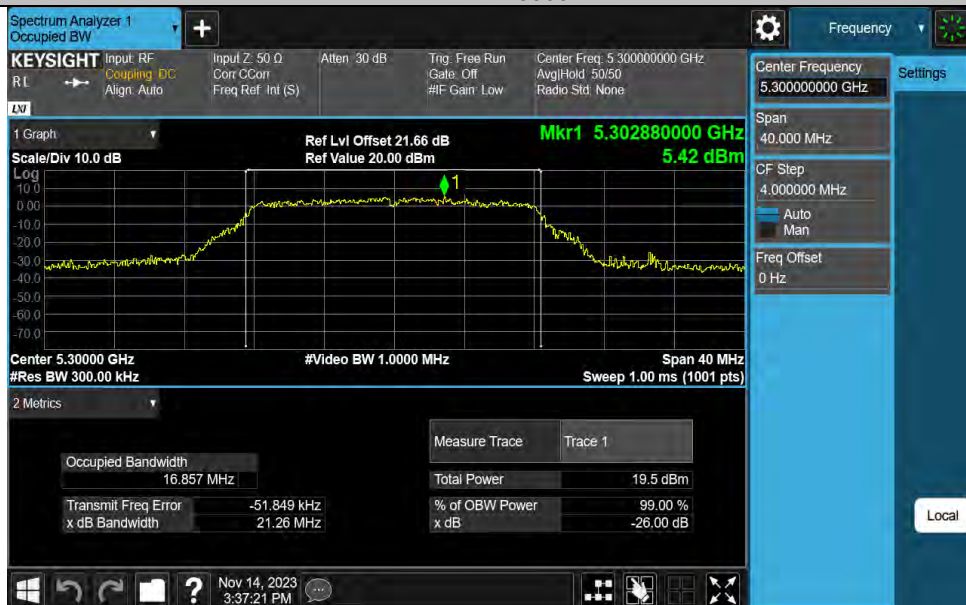 Spectrum Analyzer 1
Occupied BW
+
Frequency
KEYSIGHT Input: RF Input Z: 50 Ω Atten: 30 dB Trig: Free Run Center Freq: 5.300000000 GHz
RL Coupling: DC Corr CCorr Gate: Off Avg|Hold: 50/50
Align: Auto Freq Ref: Int (S) #IF Gain: Low Radio Std: None
LXI
1 Graph
Scale/Div 10.0 dB
Ref Lvl Offset 21.66 dB
Ref Value 20.00 dBm
Mkr1 5.302880000 GHz
5.42 dBm
Log
10.0
0.00
-10.0
-20.0
-30.0
-40.0
-50.0
-60.0
-70.0
1
Center 5.30000 GHz #Video BW 1.0000 MHz Span 40 MHz
#Res BW 300.00 kHz Sweep 1.00 ms (1001 pts)
2 Metrics
Measure Trace Trace 1
Occupied Bandwidth
16.857 MHz
Total Power 19.5 dBm
Transmit Freq Error -51.849 kHz % of OBW Power 99.00 %
x dB Bandwidth 21.26 MHz x dB -26.00 dB
Center Frequency
5.300000000 GHz
Settings
Span
40.000 MHz
CF Step
4.000000 MHz
Auto
Man
Freq Offset
0 Hz
Local
? Nov 14, 2023
3:37:21 PM